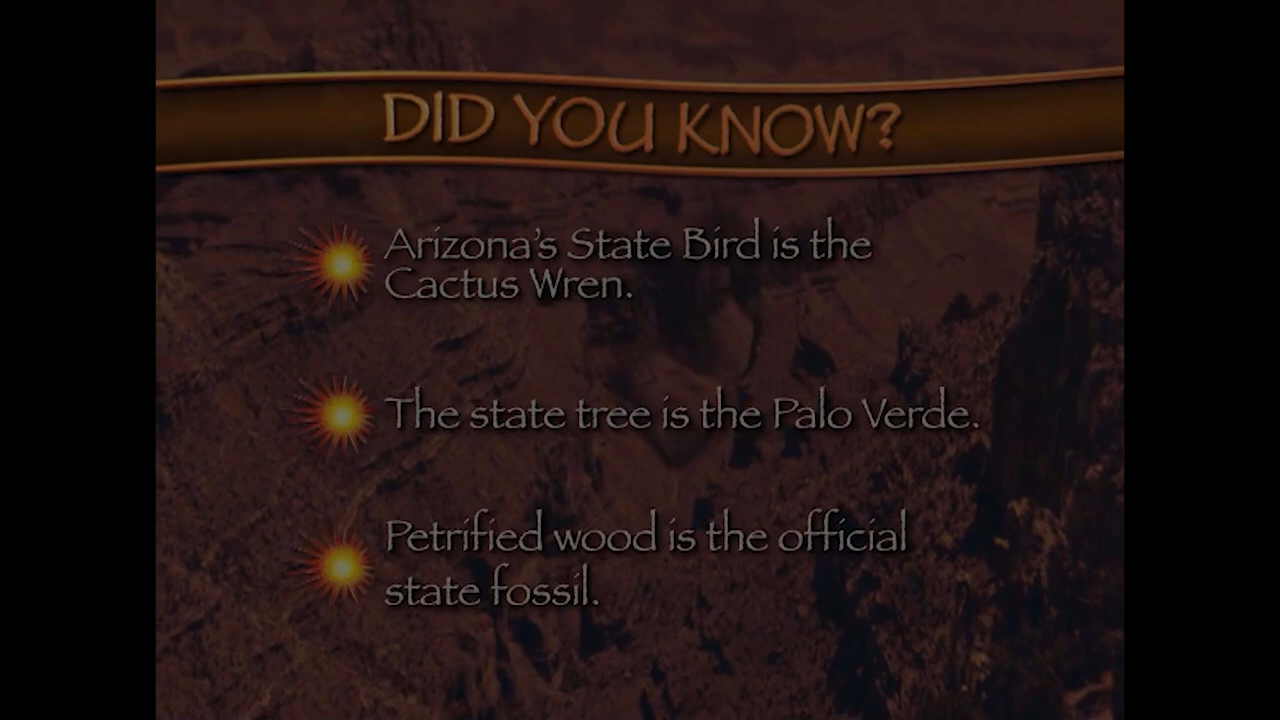 DID YOU KNOW?
Arizona's State Bird is the
Cactus Wren.
The state tree is the Palo Verde.
Petrified wood is the official
state fossil.